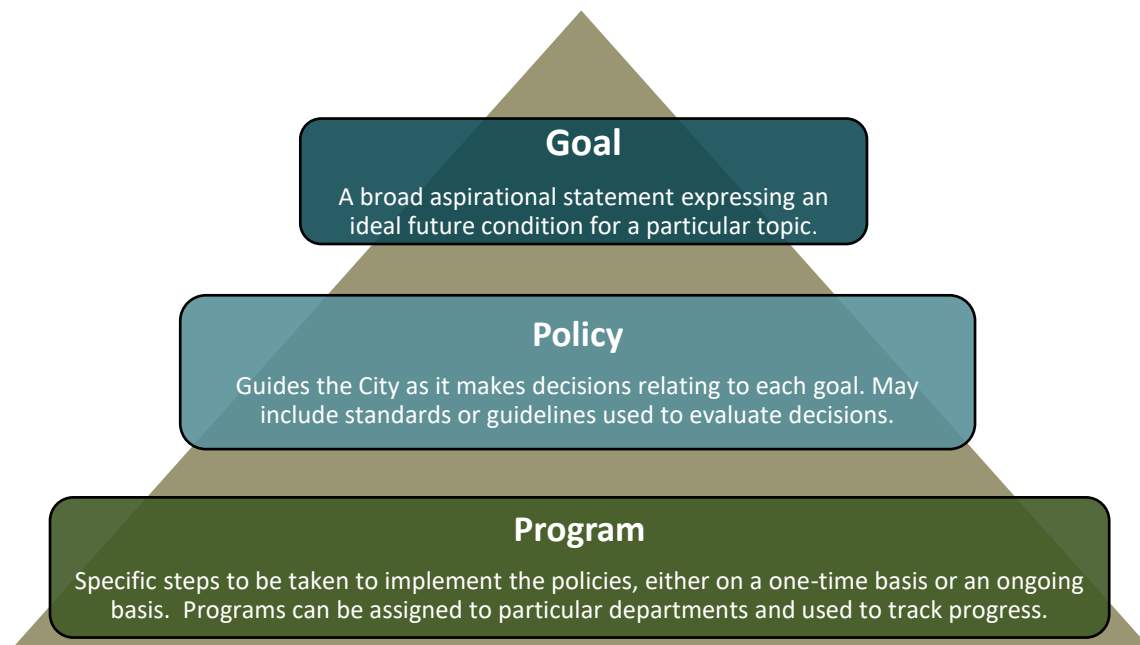 Goal
A broad aspirational statement expressing an
ideal future condition for a particular topic.
Policy
Guides the City as it makes decisions relating to each goal. May
include standards or guidelines used to evaluate decisions.
Program
Specific steps to be taken to implement the policies, either on a one-time basis or an ongoing
basis.  Programs can be assigned to particular departments and used to track progress.